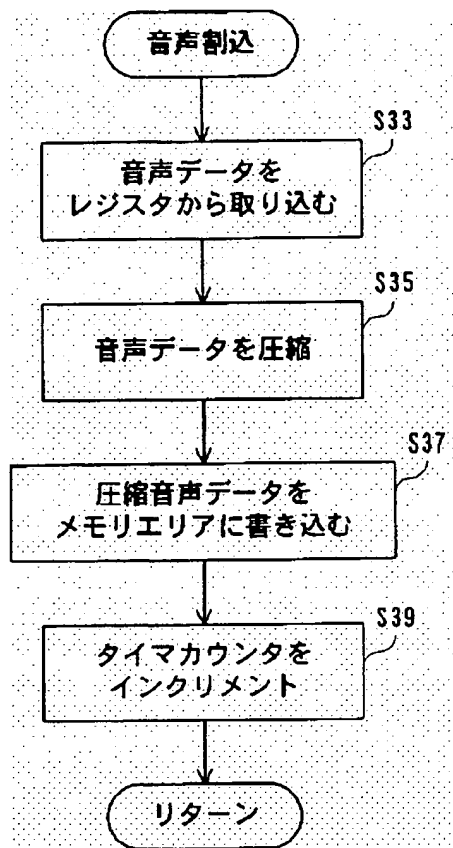 音声割込
S33
音声データを
レジスタから取り込む
S35
音声データを圧縮
S37
圧縮音声データを
メモリエリアに書き込む
S39
タイマカウンタを
インクリメント
リターン